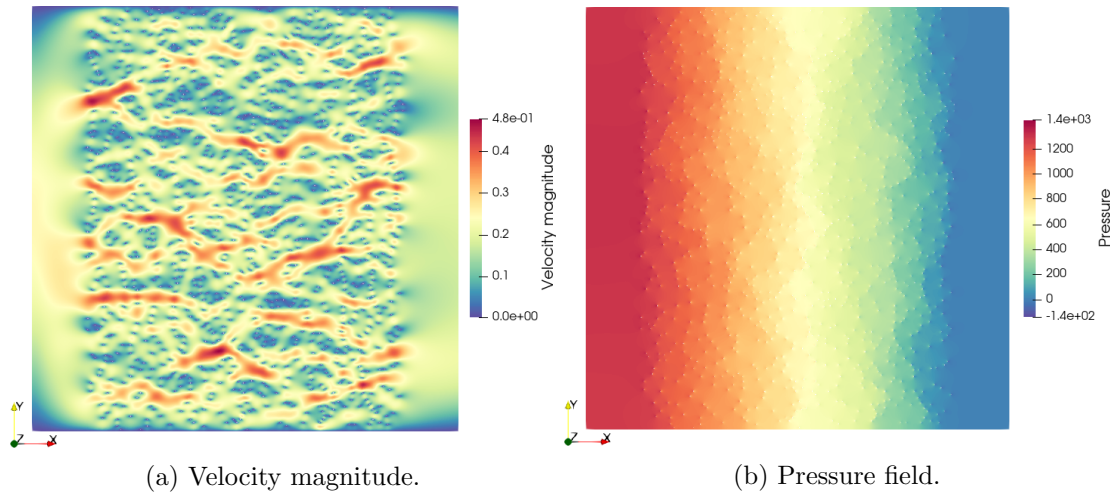 4.8e-01
0.4
0.3
0.2
0.1
0.0e+00
Velocity magnitude
Y
Z
X
1.4e+03
1200
1000
800
600
400
200
0
-1.4e+02
Pressure
Y
Z
X
(a) Velocity magnitude.
(b) Pressure field.